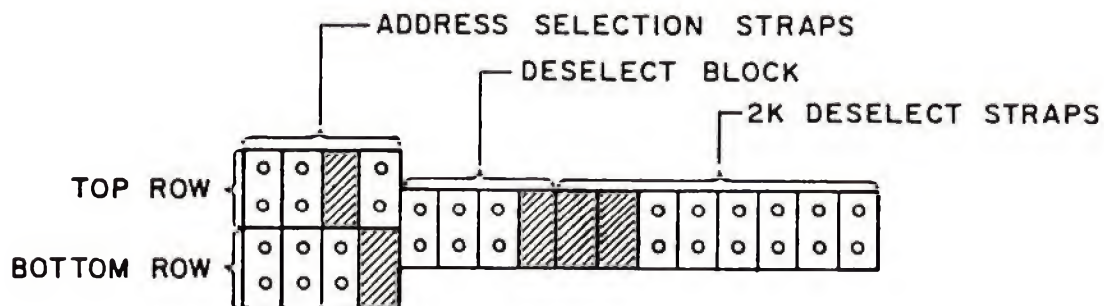 ADDRESS SELECTION STRAPS
DESELECT BLOCK
2K DESELECT STRAPS
TOP ROW
BOTTOM ROW